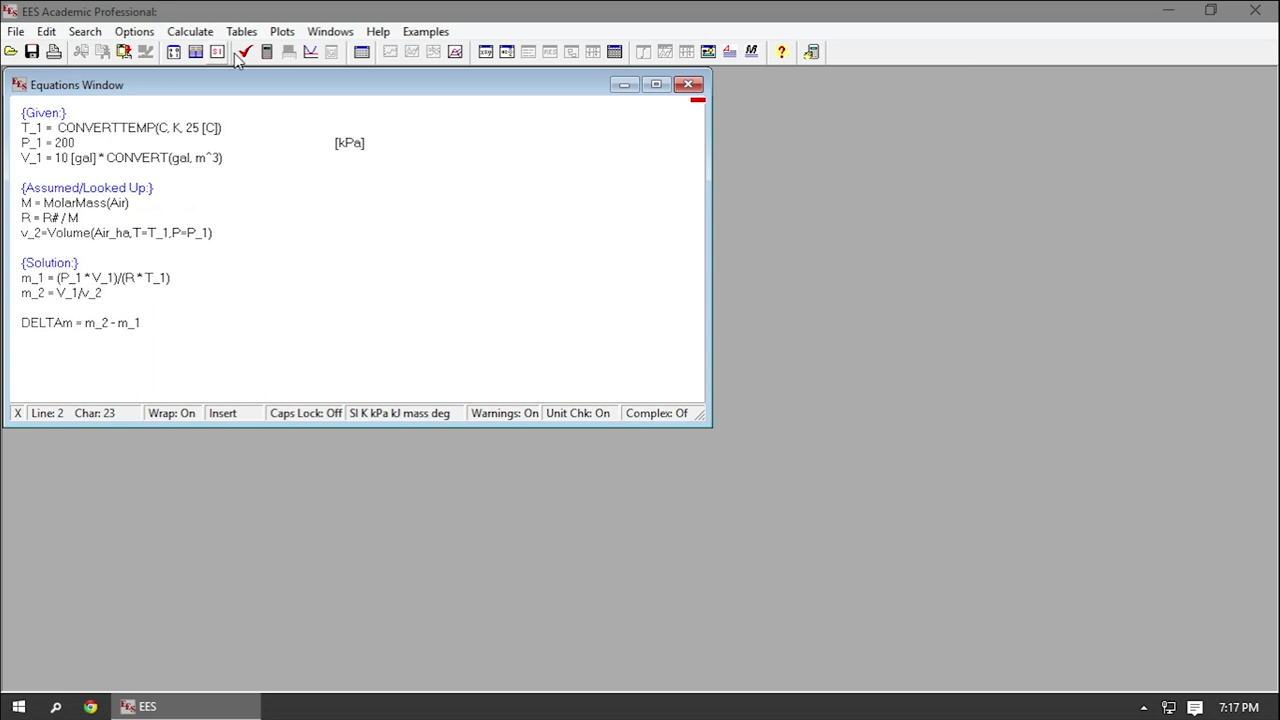 EES Academic Professional:
File Edit Search Options Calculate Tables Plots Windows Help Examples
Equations Window
{Given:}
T_1 = CONVERTTEMP(C, K, 25 [C])
P_1 = 200 [kPa]
V_1 = 10 [gal] * CONVERT(gal, m^3)
{Assumed/Looked Up:}
M = MolarMass(Air)
R = R# / M
v_2=Volume(Air_ha,T=T_1,P=P_1)
{Solution:}
m_1 = (P_1 * V_1)/(R * T_1)
m_2 = V_1/v_2
DELTAm = m_2 - m_1
X Line: 2 Char: 23 Wrap: On Insert Caps Lock: Off SI K kPa kJ mass deg Warnings: On Unit Chk: On Complex: Of
EES 7:17 PM